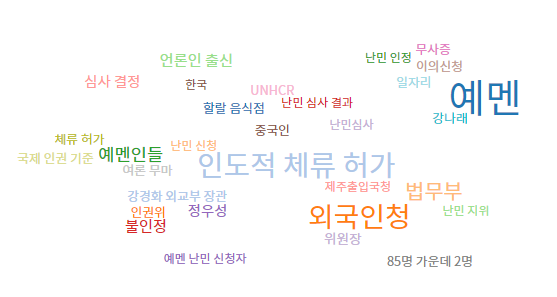 무사증
언론인 출신
난민 인정
이의신청
심사 결정
한국
UNHCR
일자리
예멘
할랄 음식점
난민 심사 결과
강나래
중국인
난민심사
체류 허가
난민 신청
예멘인들
국제 인권 기준
여론 무마
인도적 체류 허가
제주출입국청
법무부
강경화 외교부 장관
인권위
정우성
외국인청
난민 지위
불인정
위원장
예멘 난민 신청자
85명 가운데 2명